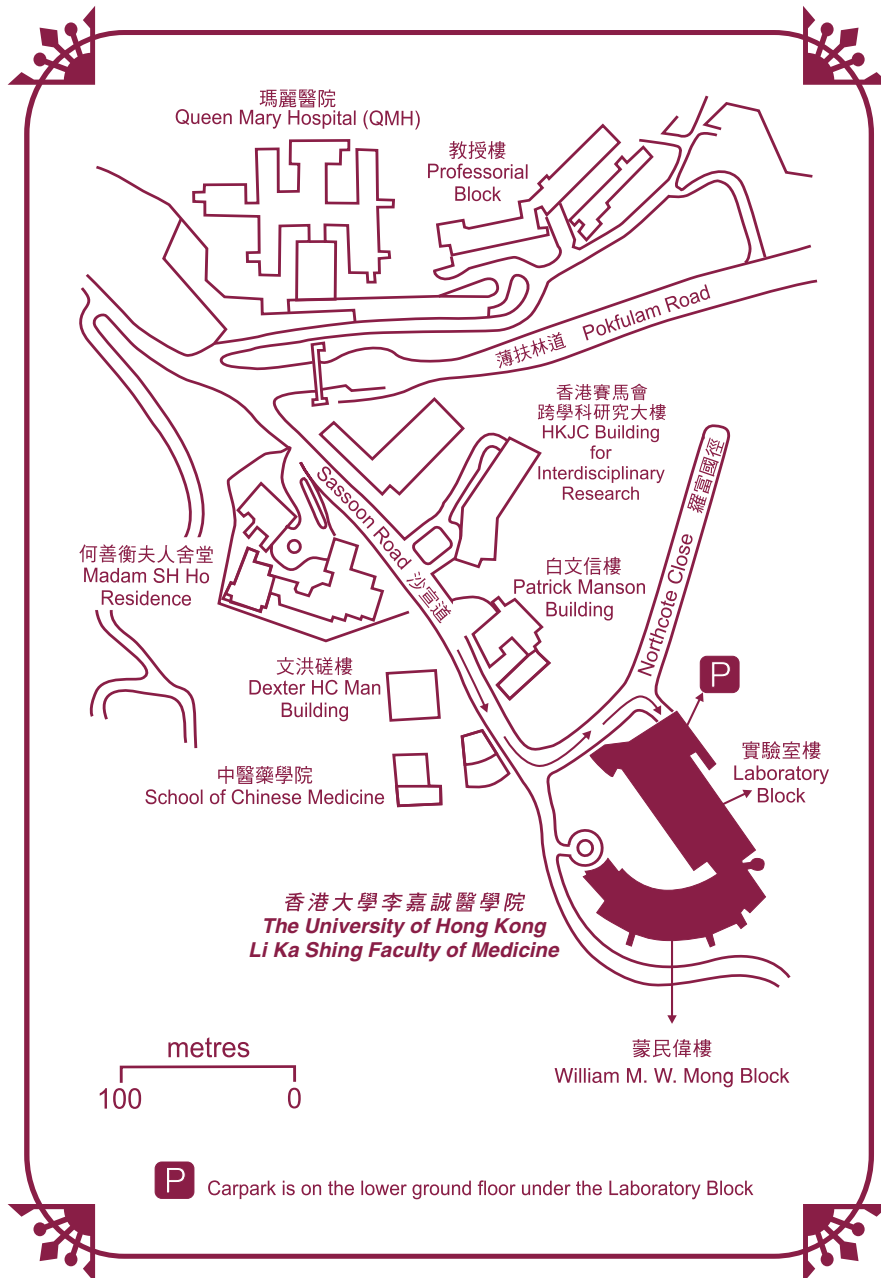 瑪麗醫院
Queen Mary Hospital (QMH)
教授樓
Professorial
Block
薄扶林道 Pokfulam Road
香港賽馬會
跨學科研究大樓
HKJC Building
for
Interdisciplinary
Research
Sassoon Road 沙宣道
Northcote Close 羅富國徑
何善衡夫人舍堂
Madam SH Ho
Residence
白文信樓
Patrick Manson
Building
文洪磋樓
Dexter HC Man
Building
P
實驗室樓
Laboratory
Block
中醫藥學院
School of Chinese Medicine
香港大學李嘉誠醫學院
The University of Hong Kong
Li Ka Shing Faculty of Medicine
蒙民偉樓
William M. W. Mong Block
metres
100 0
P Carpark is on the lower ground floor under the Laboratory Block